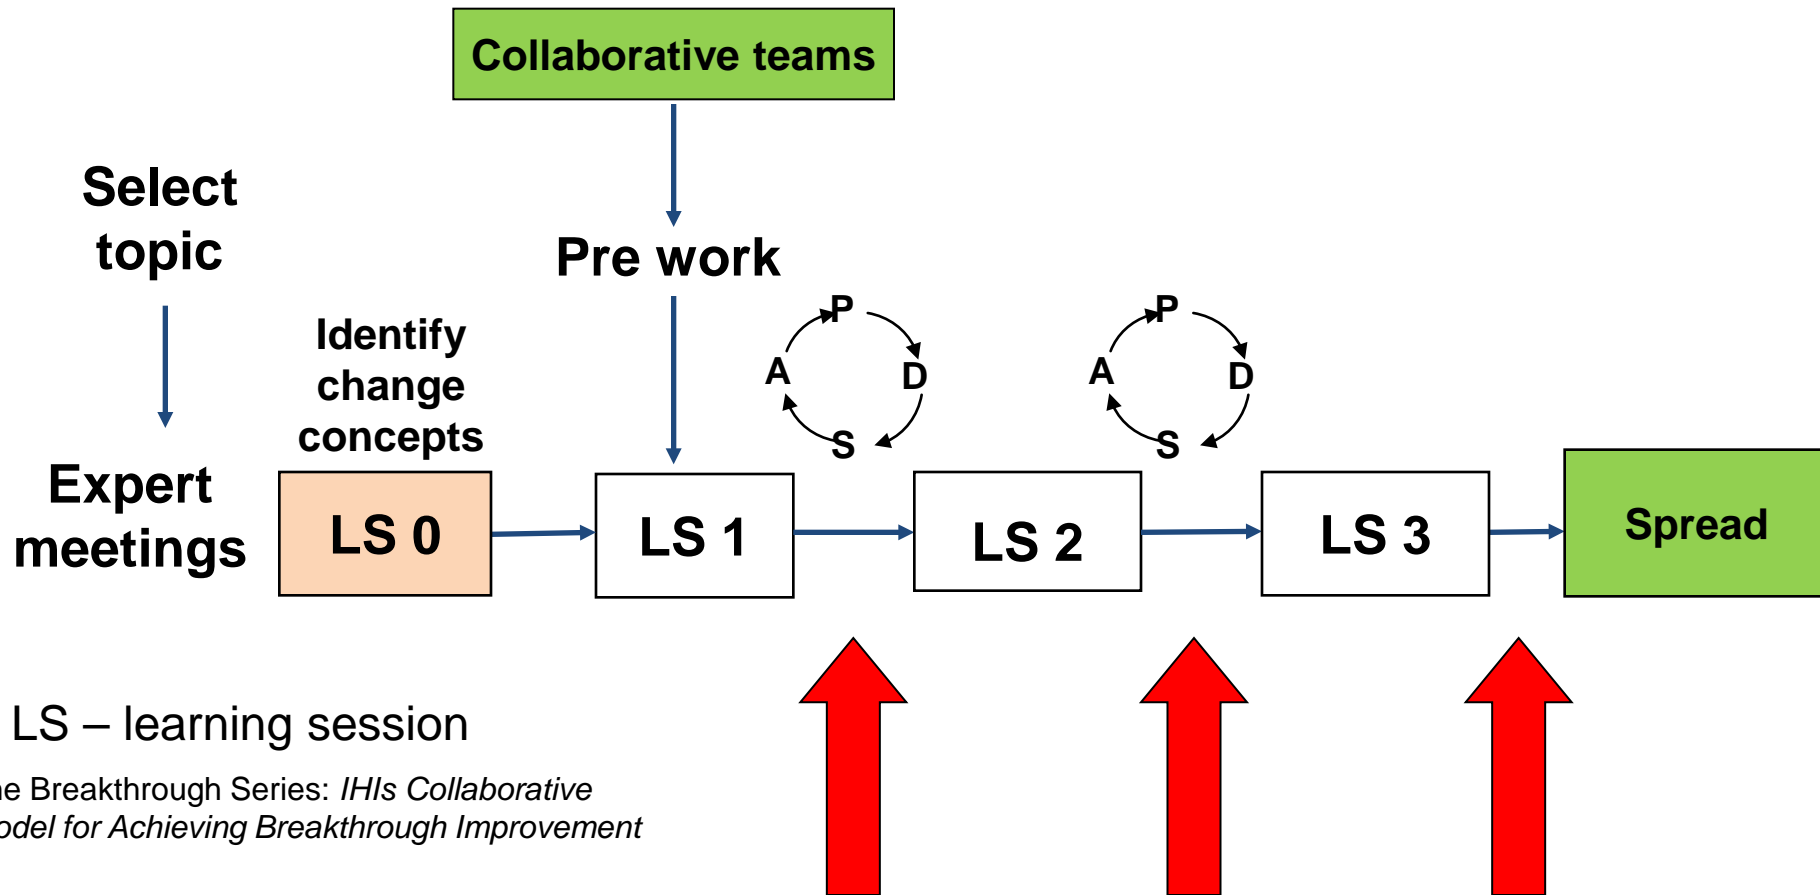 Collaborative teams
Select
topic
Pre work
Identify
change
concepts
P
A
D
S
P
A
D
S
Expert
meetings
LS 0
LS 1
LS 2
LS 3
Spread
LS – learning session
Breakthrough Series: IHIs Collaborative
for Achieving Breakthrough Improvement